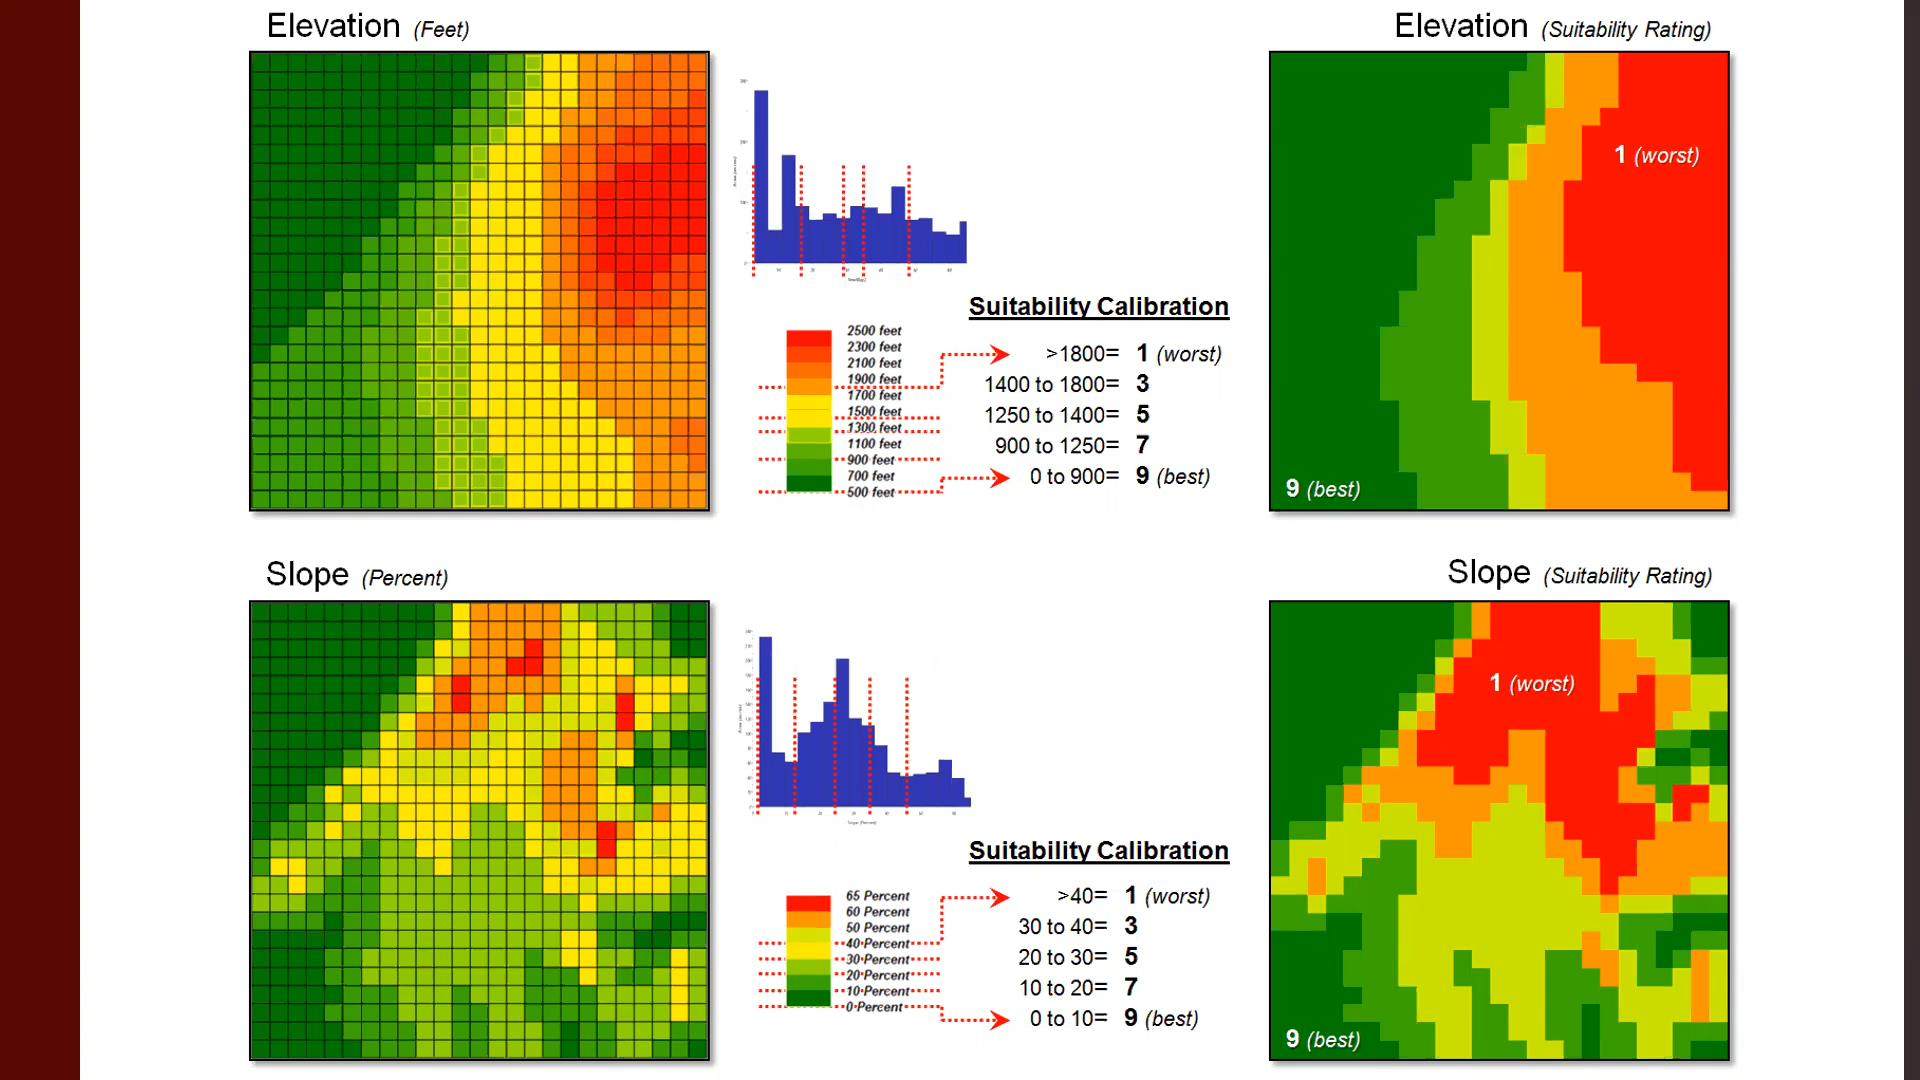 Elevation (Feet)
Elevation (Suitability Rating)
1 (worst)
9 (best)
Suitability Calibration
2500 feet
2300 feet
2100 feet
1900 feet
1700 feet
1500 feet
1300 feet
1100 feet
900 feet
700 feet
500 feet
>1800= 1 (worst)
1400 to 1800= 3
1250 to 1400= 5
900 to 1250= 7
0 to 900= 9 (best)
Slope (Percent)
Slope (Suitability Rating)
1 (worst)
9 (best)
Suitability Calibration
65 Percent
60 Percent
50 Percent
40 Percent
30 Percent
20 Percent
10 Percent
0 Percent
>40= 1 (worst)
30 to 40= 3
20 to 30= 5
10 to 20= 7
0 to 10= 9 (best)